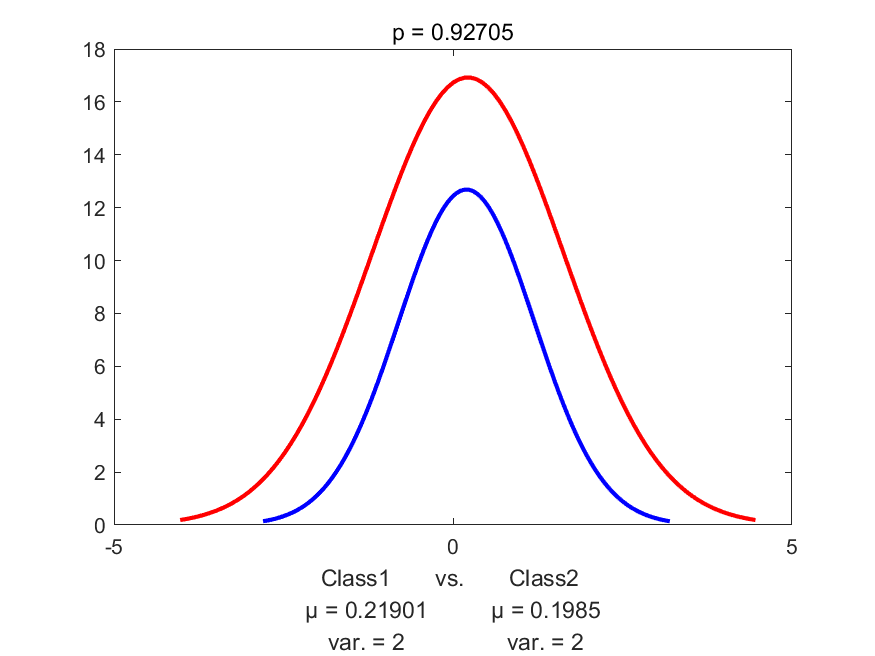 p = 0.92705
18
16
14
12
10
8
6
4
2
0
-5 0 5
Class1 vs. Class2
μ = 0.21901 μ = 0.1985
var. = 2 var. = 2